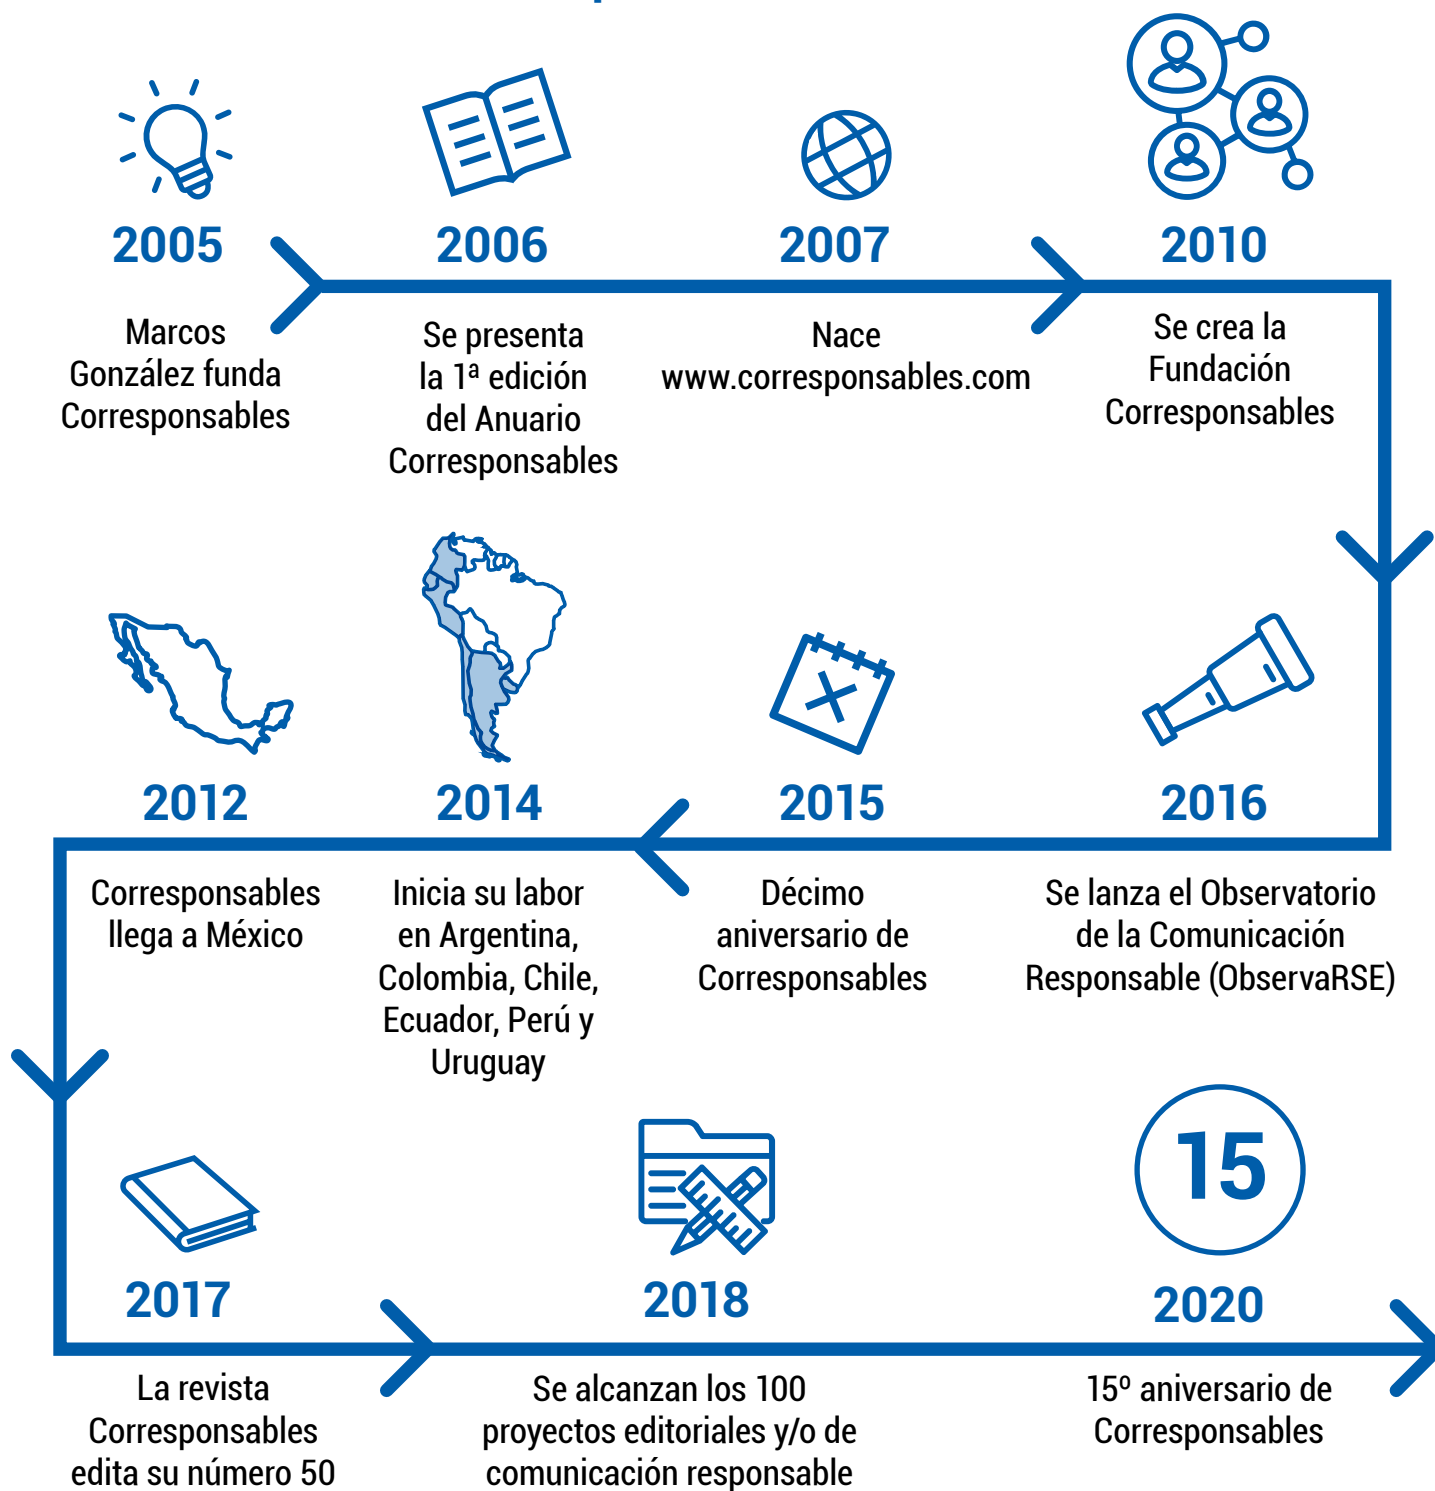 2005
Marcos
González funda
Corresponsables
2006
Se presenta
la 1ª edición
del Anuario
Corresponsables
2007
Nace
www.corresponsables.com
2010
Se crea la
Fundación
Corresponsables
2012
Corresponsables
llega a México
2014
Inicia su labor
en Argentina,
Colombia, Chile,
Ecuador, Perú y
Uruguay
2015
Décimo
aniversario de
Corresponsables
2016
Se lanza el Observatorio
de la Comunicación
Responsable (ObservaRSE)
2017
La revista
Corresponsables
edita su número 50
2018
Se alcanzan los 100
proyectos editoriales y/o de
comunicación responsable
15
2020
15º aniversario de
Corresponsables